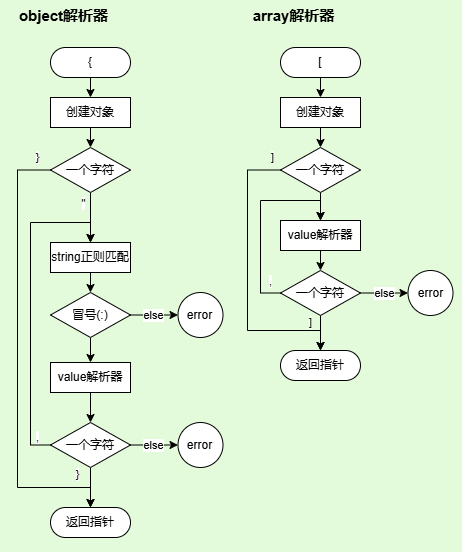 object解析器
{
创建对象
}
一个字符
"
string正则匹配
冒号(:)
else
error
value解析器
,
一个字符
else
error
}
返回指针
array解析器
[
创建对象
]
一个字符
value解析器
,
一个字符
else
error
]
返回指针